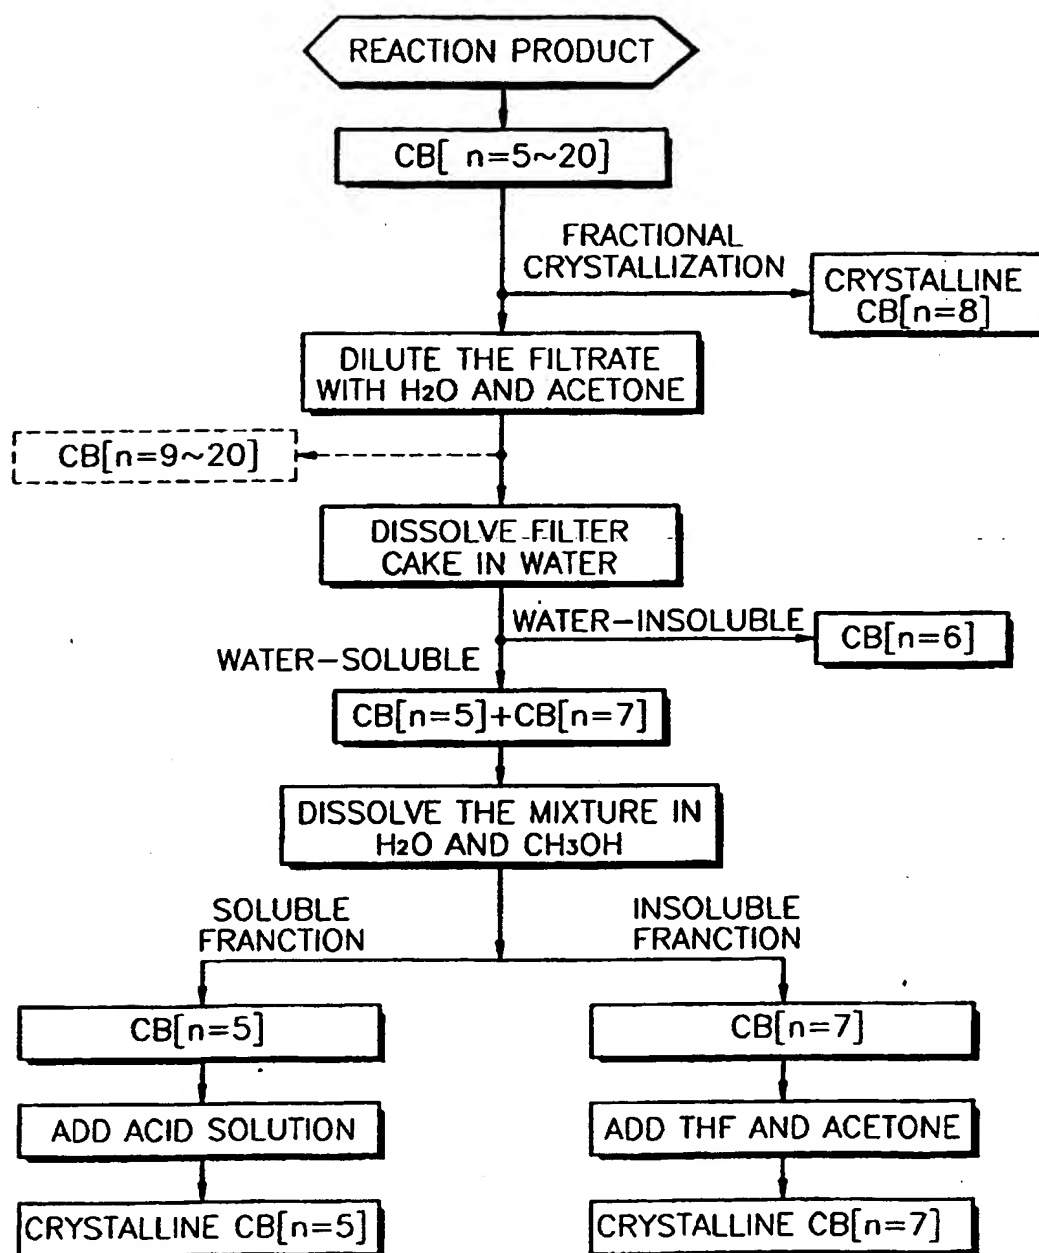 REACTION PRODUCT
CB[ n=5~20]
FRACTIONAL
CRYSTALLIZATION
CRYSTALLINE
CB[n=8]
DILUTE THE FILTRATE
WITH H2O AND ACETONE
CB[n=9~20]
DISSOLVE FILTER
CAKE IN WATER
WATER-INSOLUBLE
CB[n=6]
WATER-SOLUBLE
CB[n=5]+CB[n=7]
DISSOLVE THE MIXTURE IN
H2O AND CH3OH
SOLUBLE
FRANCTION
INSOLUBLE
FRANCTION
CB[n=5]
CB[n=7]
ADD ACID SOLUTION
ADD THF AND ACETONE
CRYSTALLINE CB[n=5]
CRYSTALLINE CB[n=7]